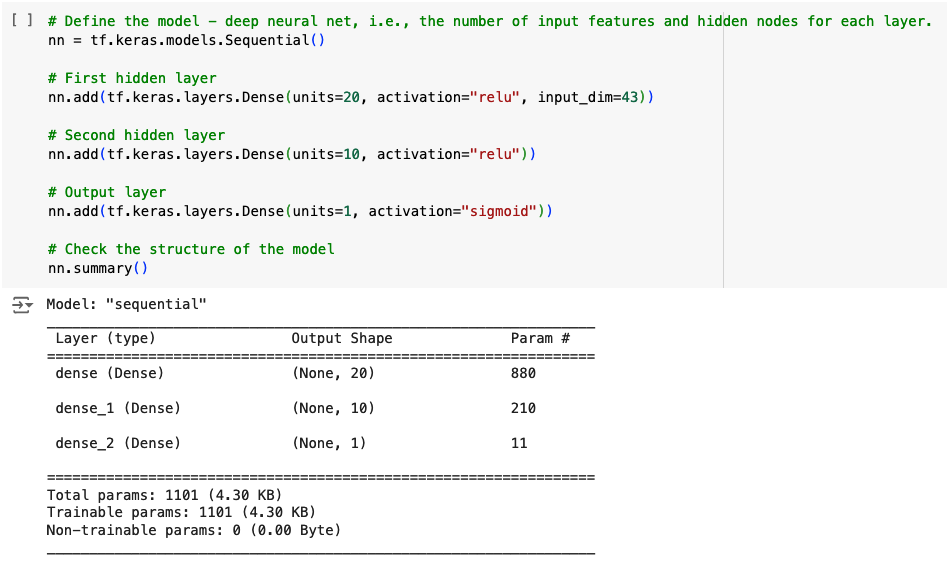 [ ] # Define the model – deep neural net, i.e., the number of input features and hidden nodes for each layer.
nn = tf.keras.models.Sequential()
# First hidden layer
nn.add(tf.keras.layers.Dense(units=20, activation="relu", input_dim=43))
# Second hidden layer
nn.add(tf.keras.layers.Dense(units=10, activation="relu"))
# Output layer
nn.add(tf.keras.layers.Dense(units=1, activation="sigmoid"))
# Check the structure of the model
nn.summary()
Model: "sequential"
_________________________________________________________________
Layer (type) Output Shape Param #
=================================================================
dense (Dense) (None, 20) 880
dense_1 (Dense) (None, 10) 210
dense_2 (Dense) (None, 1) 11
=================================================================
Total params: 1101 (4.30 KB)
Trainable params: 1101 (4.30 KB)
Non-trainable params: 0 (0.00 Byte)
_________________________________________________________________